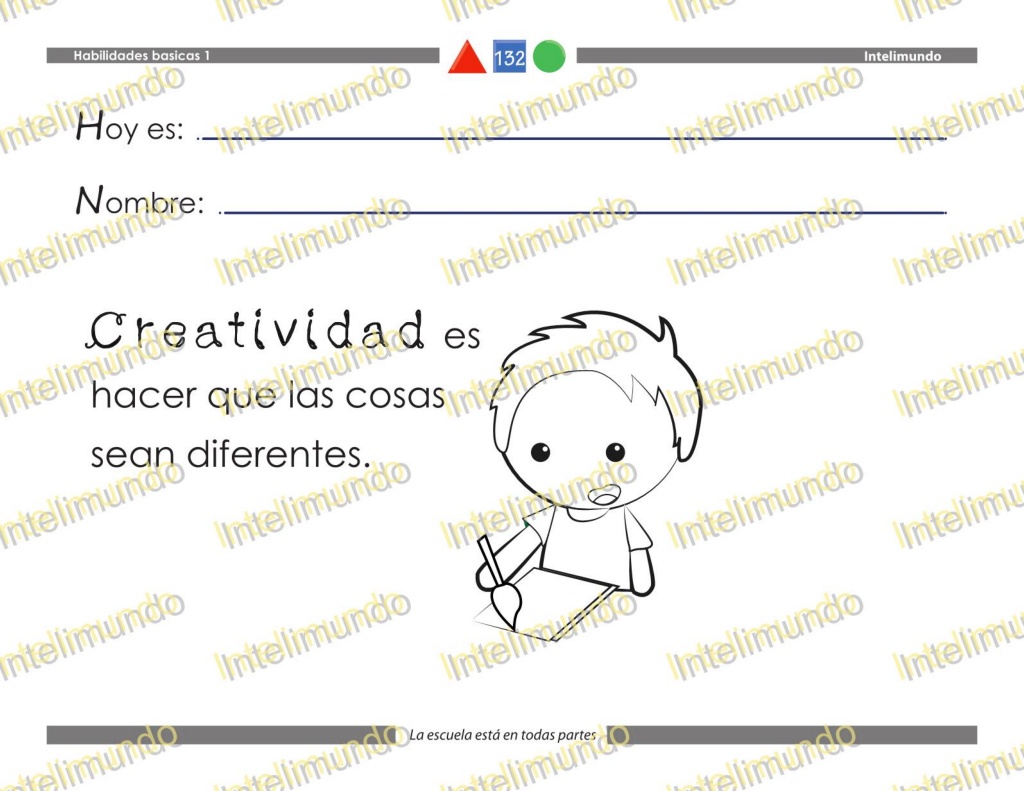 Habilidades basicas 1 132 Intelimundo
Hoy es:
Nombre:
Creatividad es
hacer que las cosas
sean diferentes.
La escuela está en todas partes
Intelimundo